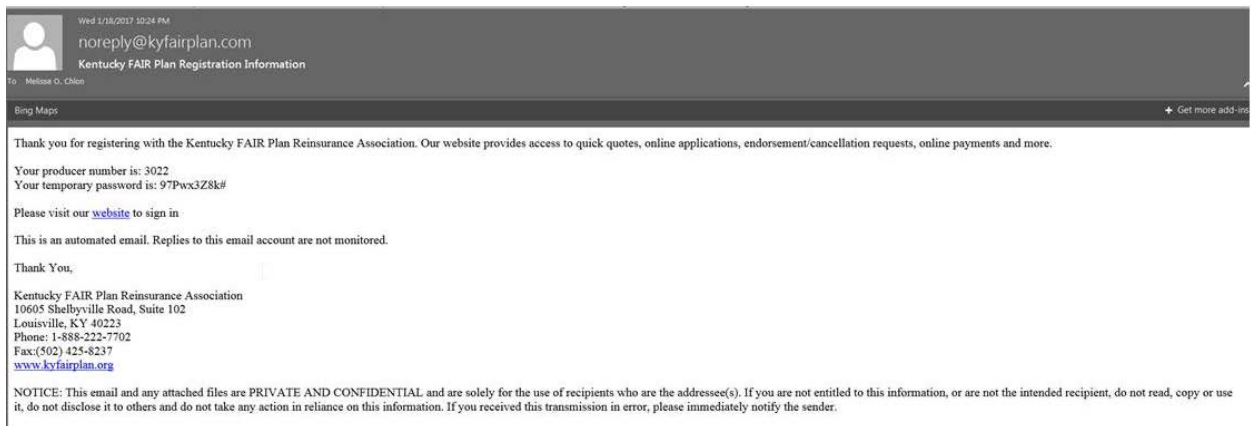 Wed 1/18/2017 10:24 PM
noreply@kyfairplan.com
Kentucky FAIR Plan Registration Information
To Melisse O. Chlon
Bing Maps
+ Get more add-ins
Thank you for registering with the Kentucky FAIR Plan Reinsurance Association. Our website provides access to quick quotes, online applications, endorsement/cancellation requests, online payments and more.
Your producer number is: 3022
Your temporary password is: 97Pwx3Z8k#
Please visit our website to sign in
This is an automated email. Replies to this email account are not monitored.
Thank You,
Kentucky FAIR Plan Reinsurance Association
10605 Shelbyville Road, Suite 102
Louisville, KY 40223
Phone: 1-888-222-7702
Fax:(502) 425-8237
www.kyfairplan.org
NOTICE: This email and any attached files are PRIVATE AND CONFIDENTIAL and are solely for the use of recipients who are the addressee(s). If you are not entitled to this information, or are not the intended recipient, do not read, copy or use
it, do not disclose it to others and do not take any action in reliance on this information. If you received this transmission in error, please immediately notify the sender.